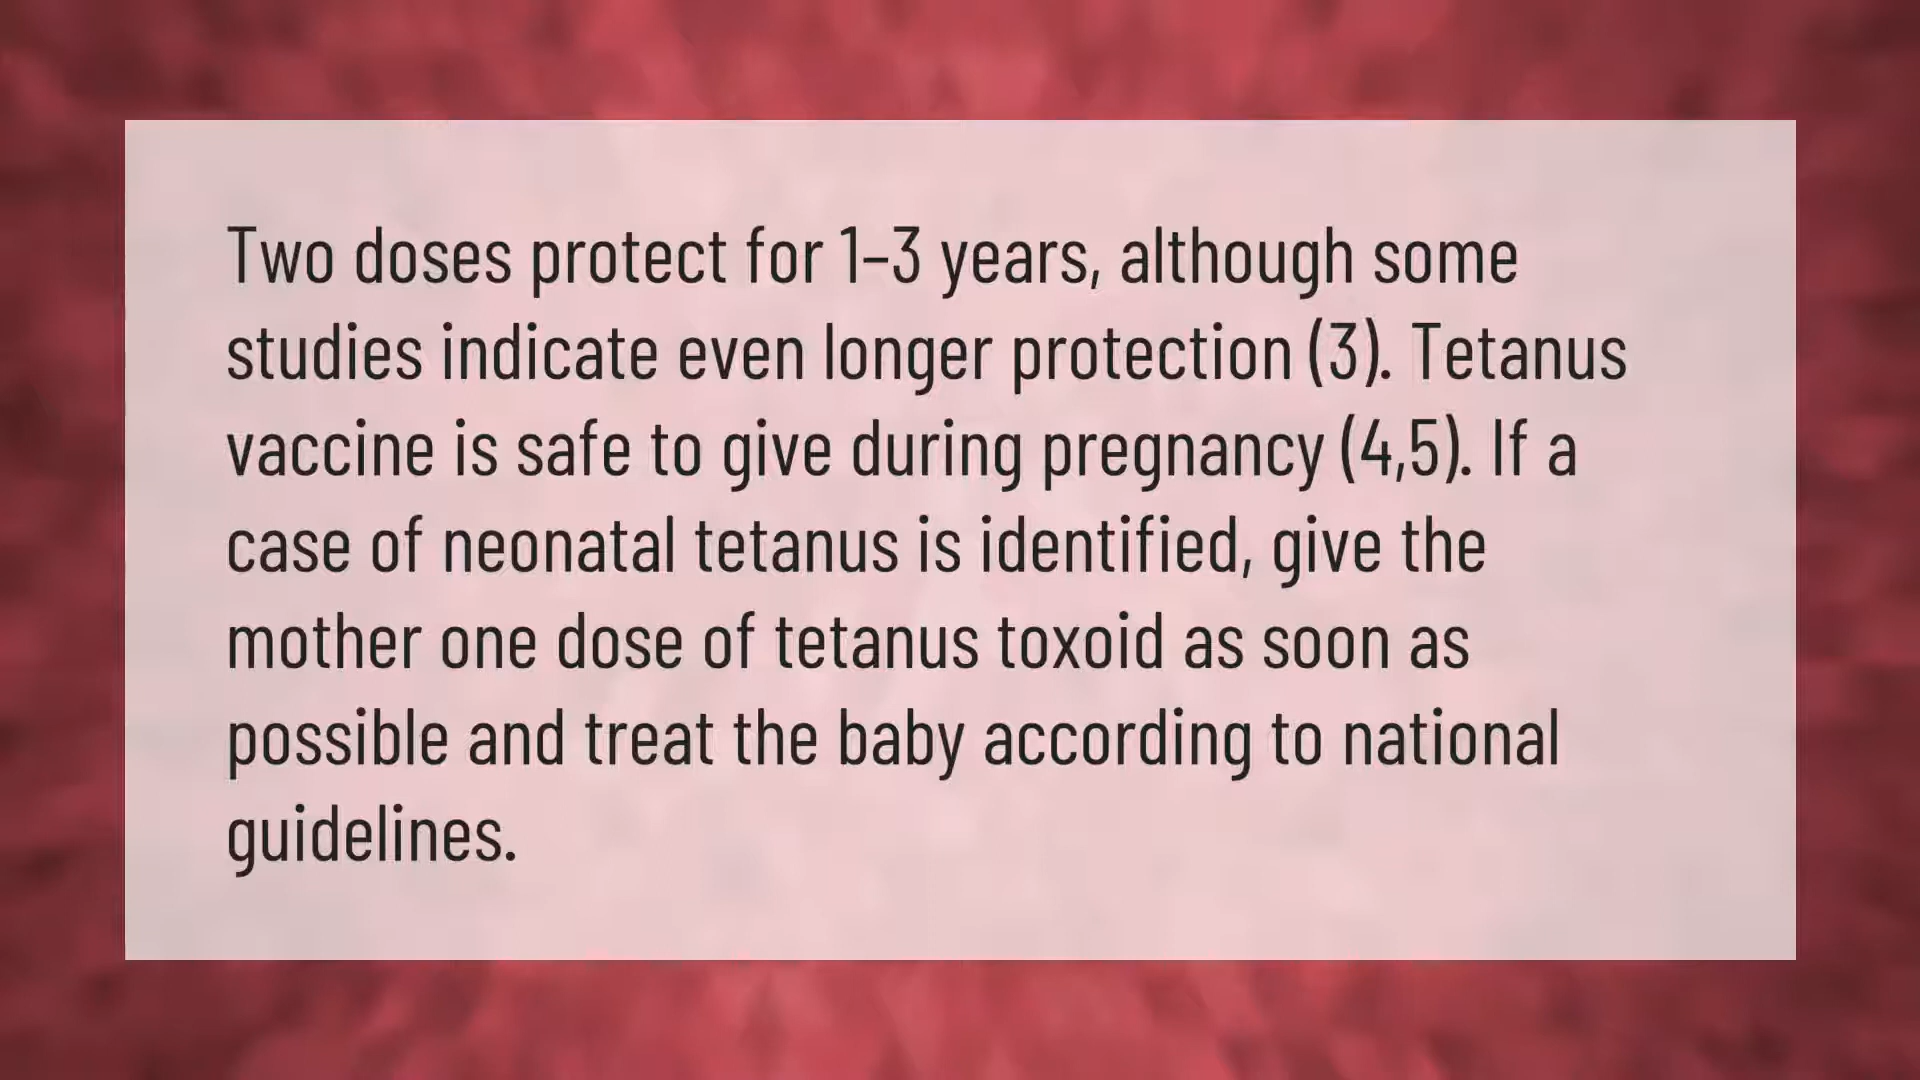 Two doses protect for 1–3 years, although some
studies indicate even longer protection (3). Tetanus
vaccine is safe to give during pregnancy (4,5). If a
case of neonatal tetanus is identified, give the
mother one dose of tetanus toxoid as soon as
possible and treat the baby according to national
guidelines.